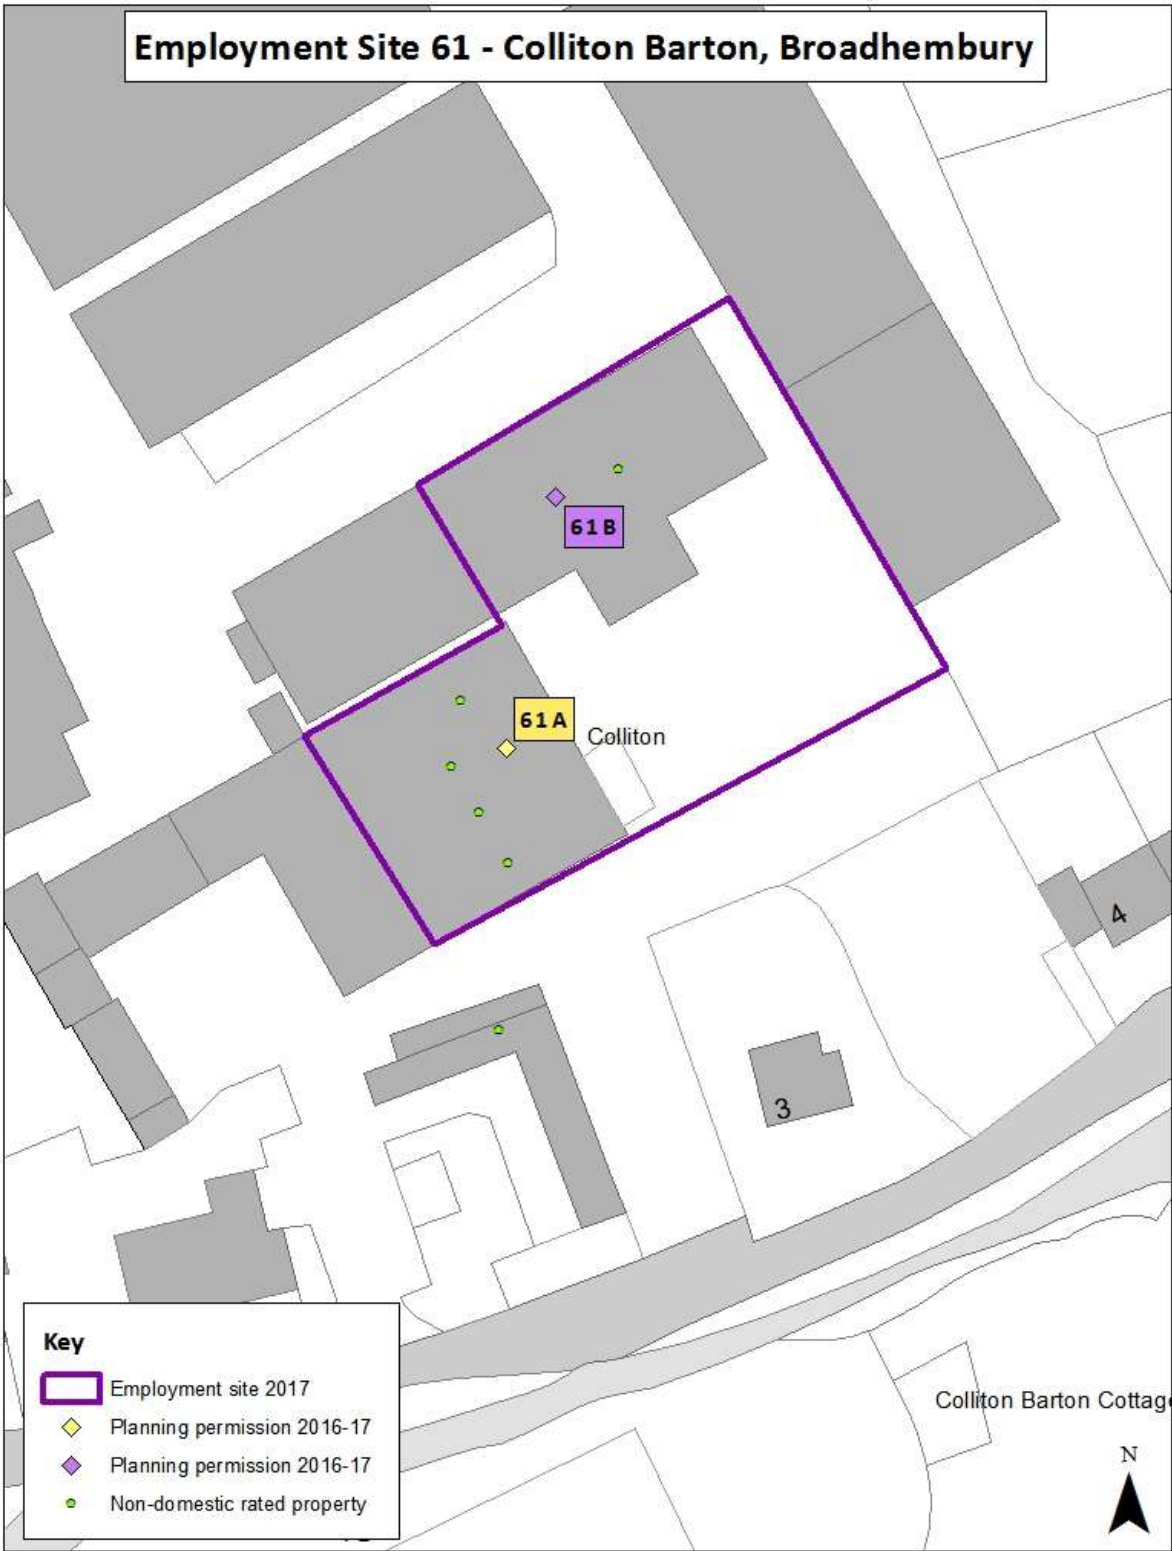 Employment Site 61 - Colliton Barton, Broadhembury
61 B
61 A
Colliton
4
3
Colliton Barton Cottage
Key
Employment site 2017
Planning permission 2016-17
Planning permission 2016-17
Non-domestic rated property
N